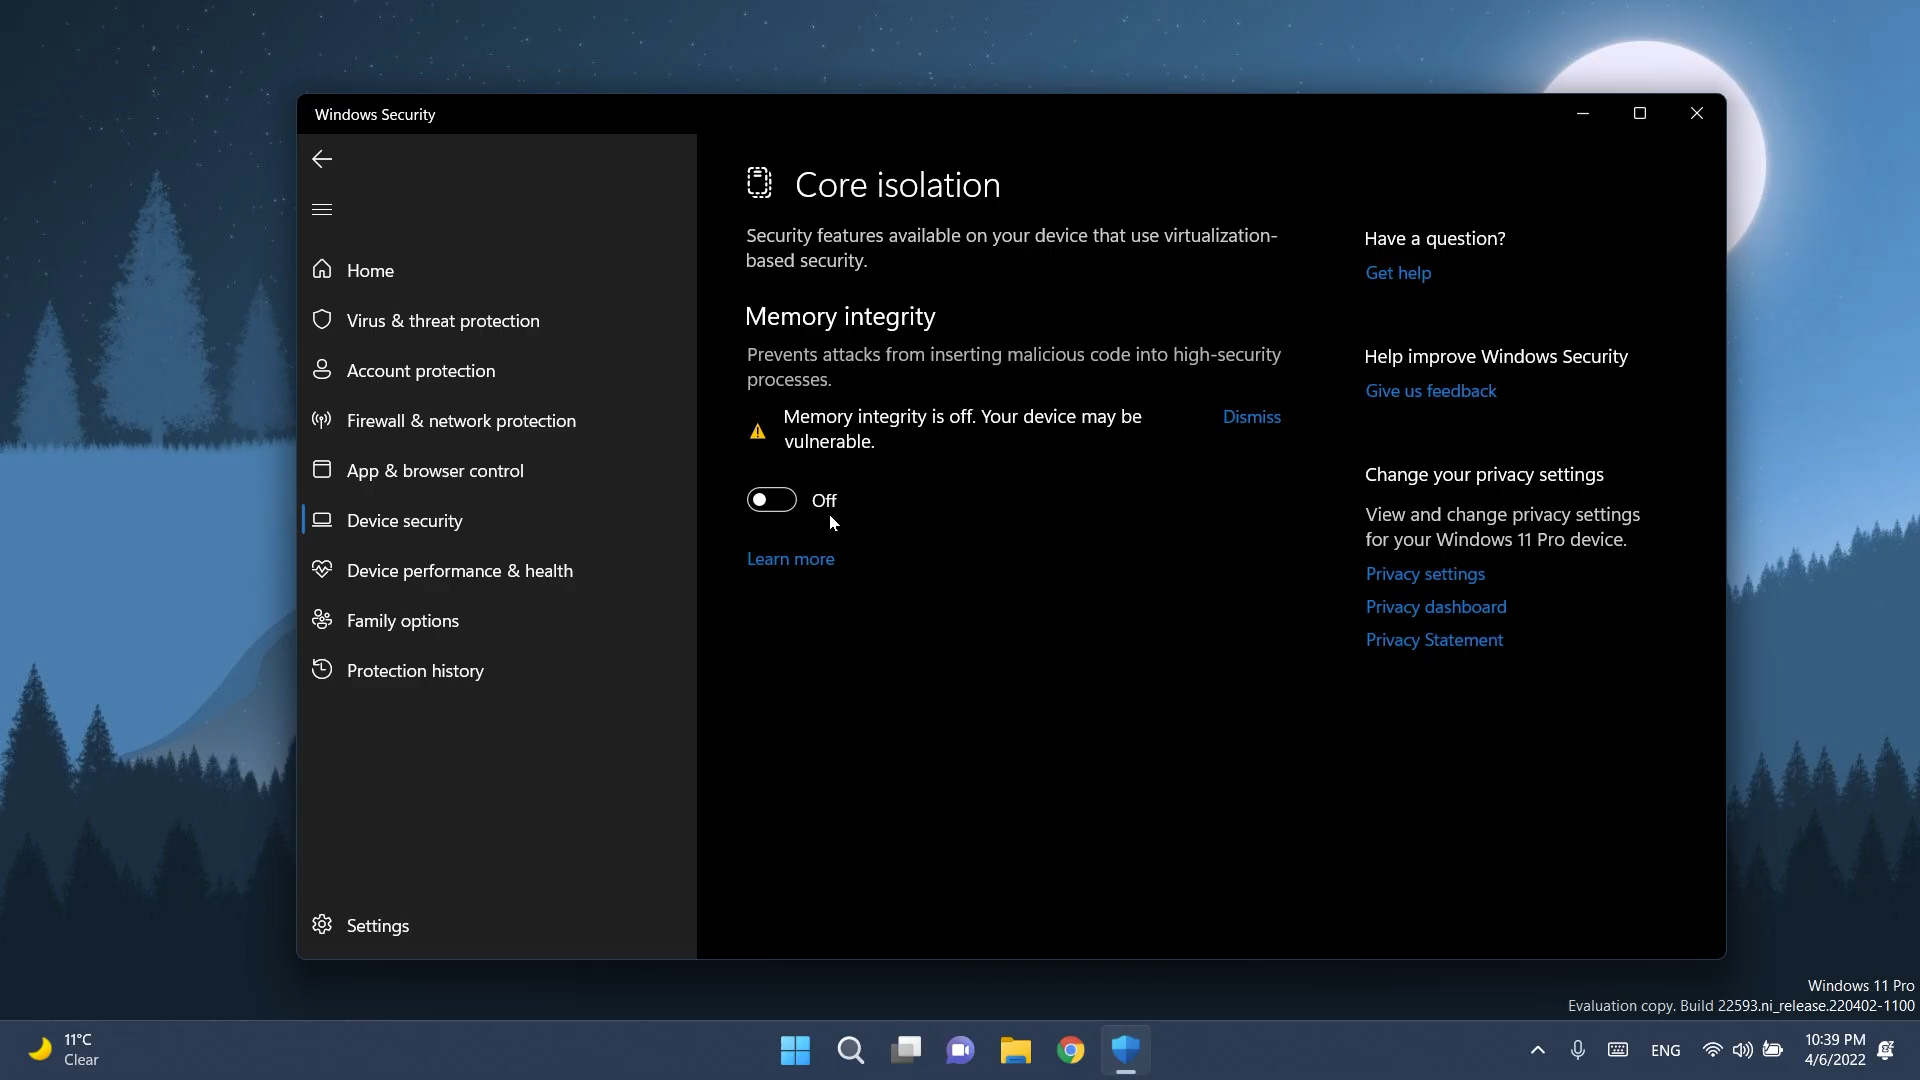 Windows Security
Home
Virus & threat protection
Account protection
Firewall & network protection
App & browser control
Device security
Device performance & health
Family options
Protection history
Settings
Core isolation
Security features available on your device that use virtualization-
based security.
Memory integrity
Prevents attacks from inserting malicious code into high-security
processes.
Memory integrity is off. Your device may be
vulnerable.
Dismiss
Off
Learn more
Have a question?
Get help
Help improve Windows Security
Give us feedback
Change your privacy settings
View and change privacy settings
for your Windows 11 Pro device.
Privacy settings
Privacy dashboard
Privacy Statement
Windows 11 Pro
Evaluation copy. Build 22593.ni_release.220402-1100
11°C
Clear
ENG
10:39 PM
4/6/2022